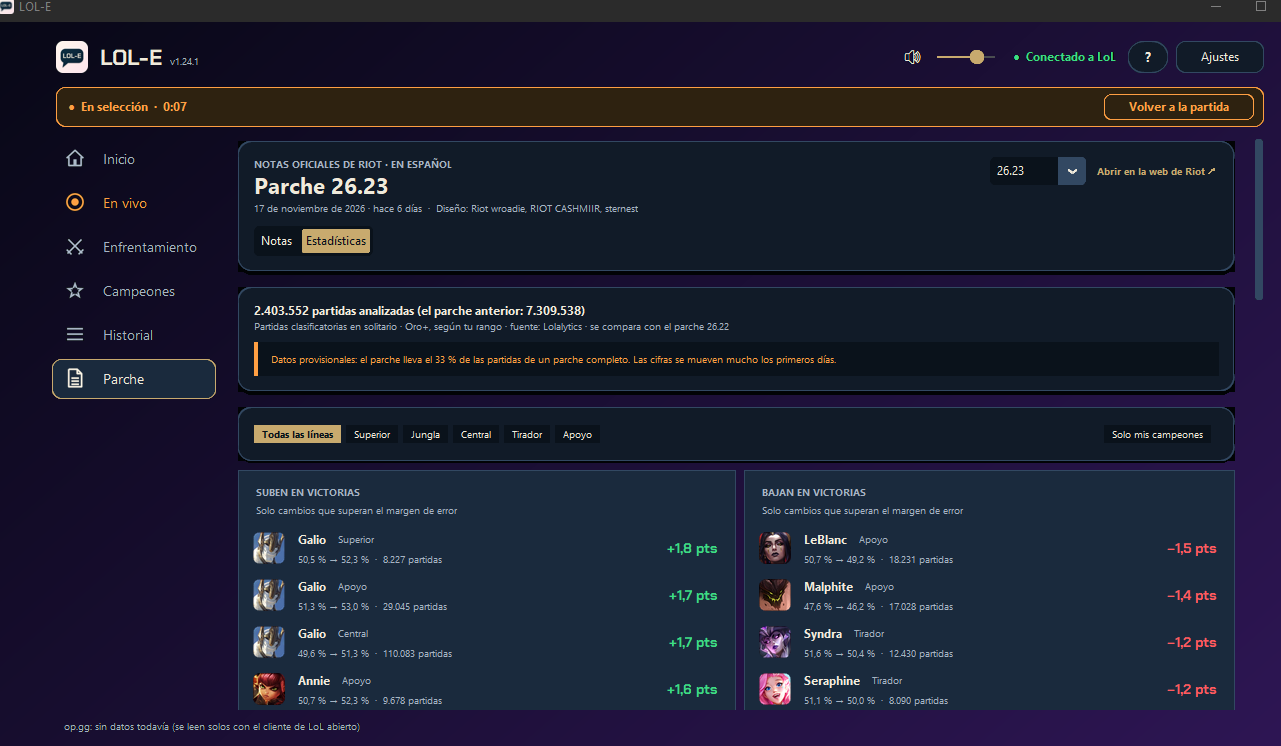 LOL-E
LOL-E
LOL-E v1.24.1
• Conectado a LoL
?
Ajustes
• En selección · 0:07
Volver a la partida
Inicio
En vivo
Enfrentamiento
Campeones
Historial
Parche
NOTAS OFICIALES DE RIOT · EN ESPAÑOL
Parche 26.23
17 de noviembre de 2026 · hace 6 días · Diseño: Riot wroadie, RIOT CASHMIIR, sternest
26.23
Abrir en la web de Riot ↗
Notas
Estadísticas
2.403.552 partidas analizadas (el parche anterior: 7.309.538)
Partidas clasificatorias en solitario · Oro+, según tu rango · fuente: Lolalytics · se compara con el parche 26.22
Datos provisionales: el parche lleva el 33 % de las partidas de un parche completo. Las cifras se mueven mucho los primeros días.
Todas las líneas
Superior
Jungla
Central
Tirador
Apoyo
Solo mis campeones
SUBEN EN VICTORIAS
Solo cambios que superan el margen de error
Galio Superior
50,5 % → 52,3 % · 8.227 partidas
+1,8 pts
Galio Apoyo
51,3 % → 53,0 % · 29.045 partidas
+1,7 pts
Galio Central
49,6 % → 51,3 % · 110.083 partidas
+1,7 pts
Annie Apoyo
50,7 % → 52,3 % · 9.678 partidas
+1,6 pts
BAJAN EN VICTORIAS
Solo cambios que superan el margen de error
LeBlanc Apoyo
50,7 % → 49,2 % · 18.231 partidas
−1,5 pts
Malphite Apoyo
47,6 % → 46,2 % · 17.028 partidas
−1,4 pts
Syndra Tirador
51,6 % → 50,4 % · 12.430 partidas
−1,2 pts
Seraphine Tirador
51,1 % → 50,0 % · 8.090 partidas
−1,2 pts
op.gg: sin datos todavía (se leen solos con el cliente de LoL abierto)